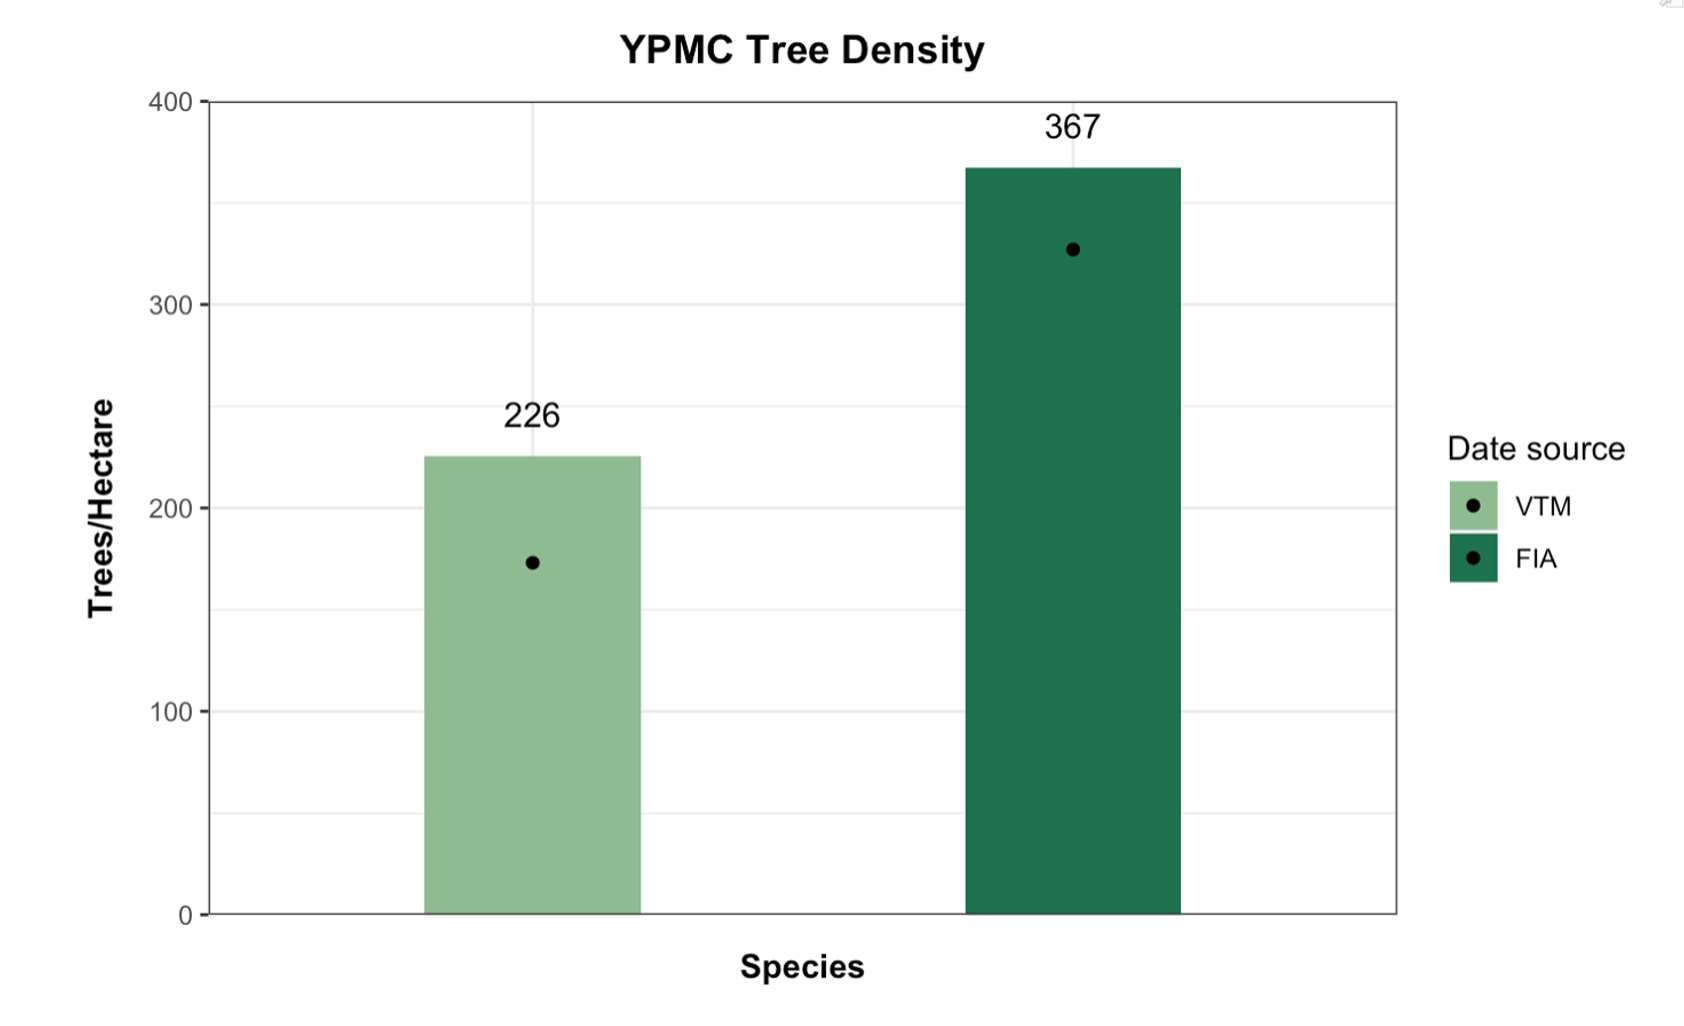 YPMC Tree Density
400
300
200
100
0
Trees/Hectare
226
367
Species
Date source
VTM
FIA